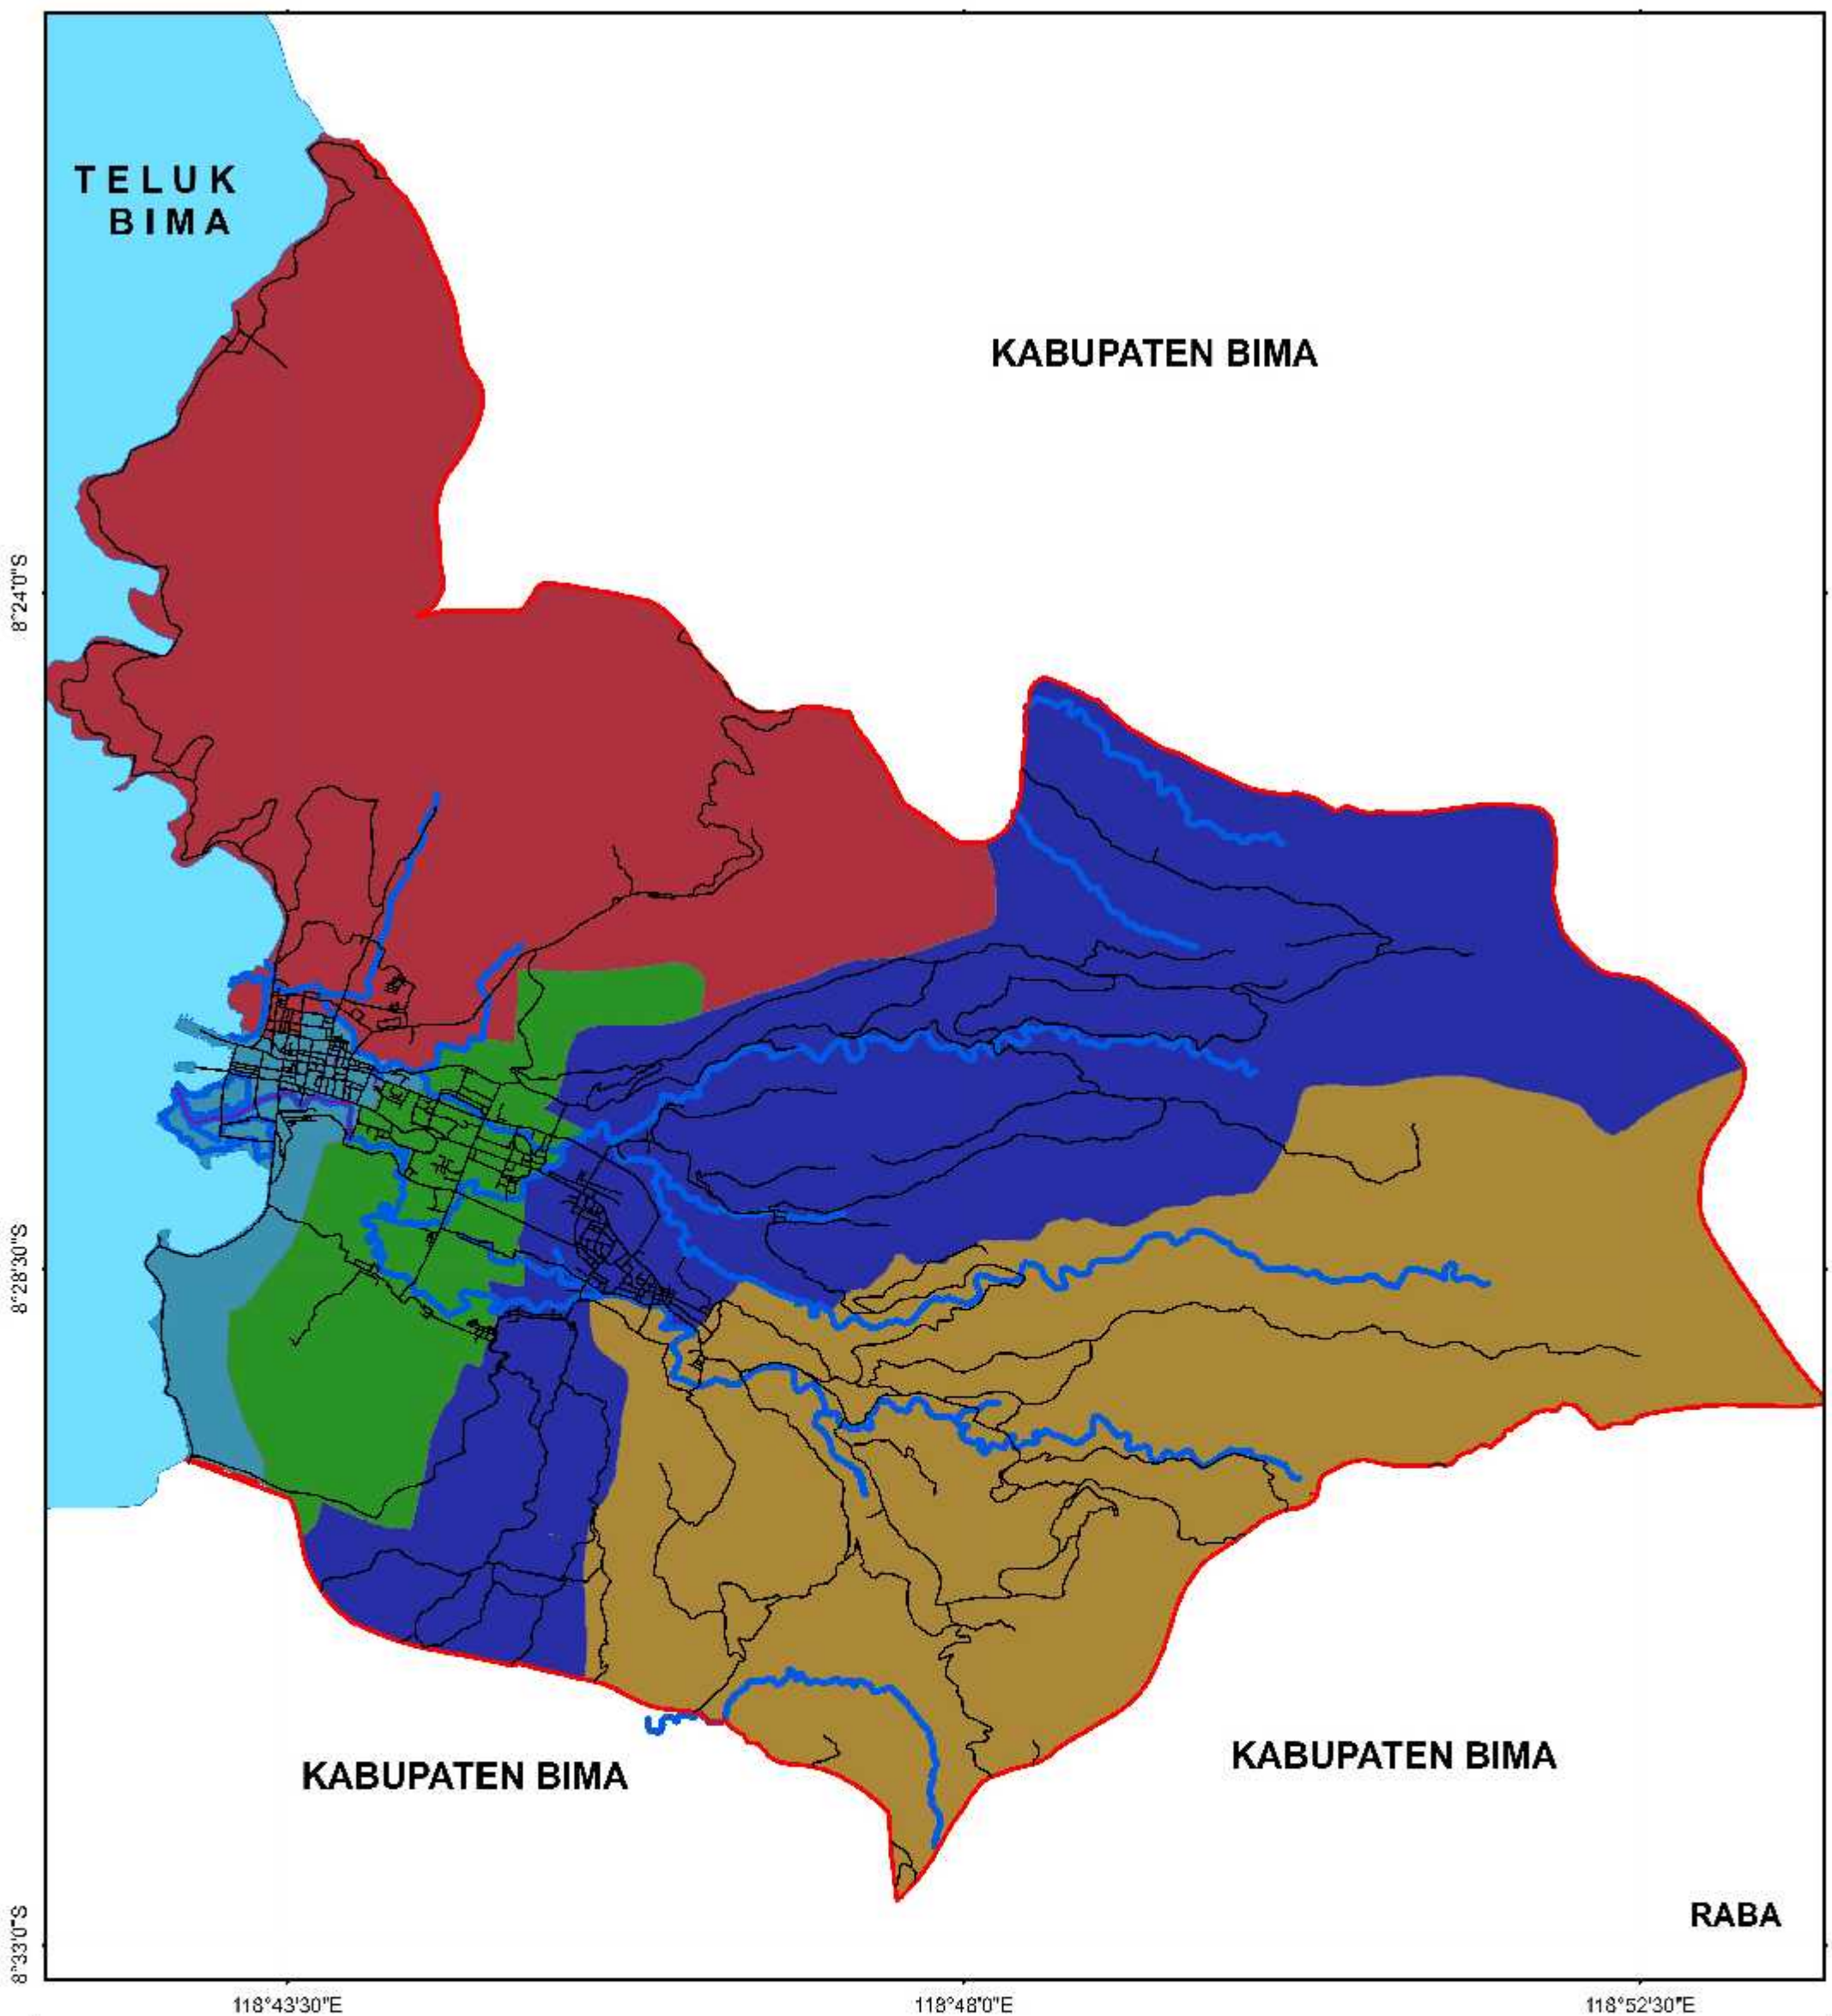 TELUK
BIMA
KABUPATEN BIMA
8°24'0"S
8°28'30"S
KABUPATEN BIMA
KABUPATEN BIMA
RABA
8°33'0"S
118°43'30"E
118°48'0"E
118°52'30"E